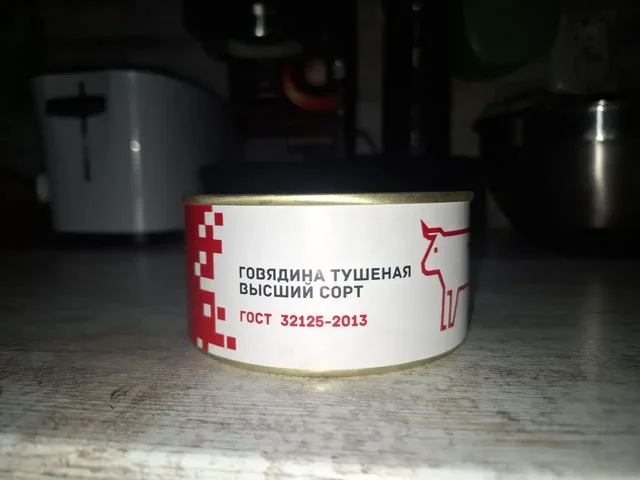 ГОВЯДИНА ТУШЕНАЯ
ВЫСШИЙ СОРТ
ГОСТ 32125-2013